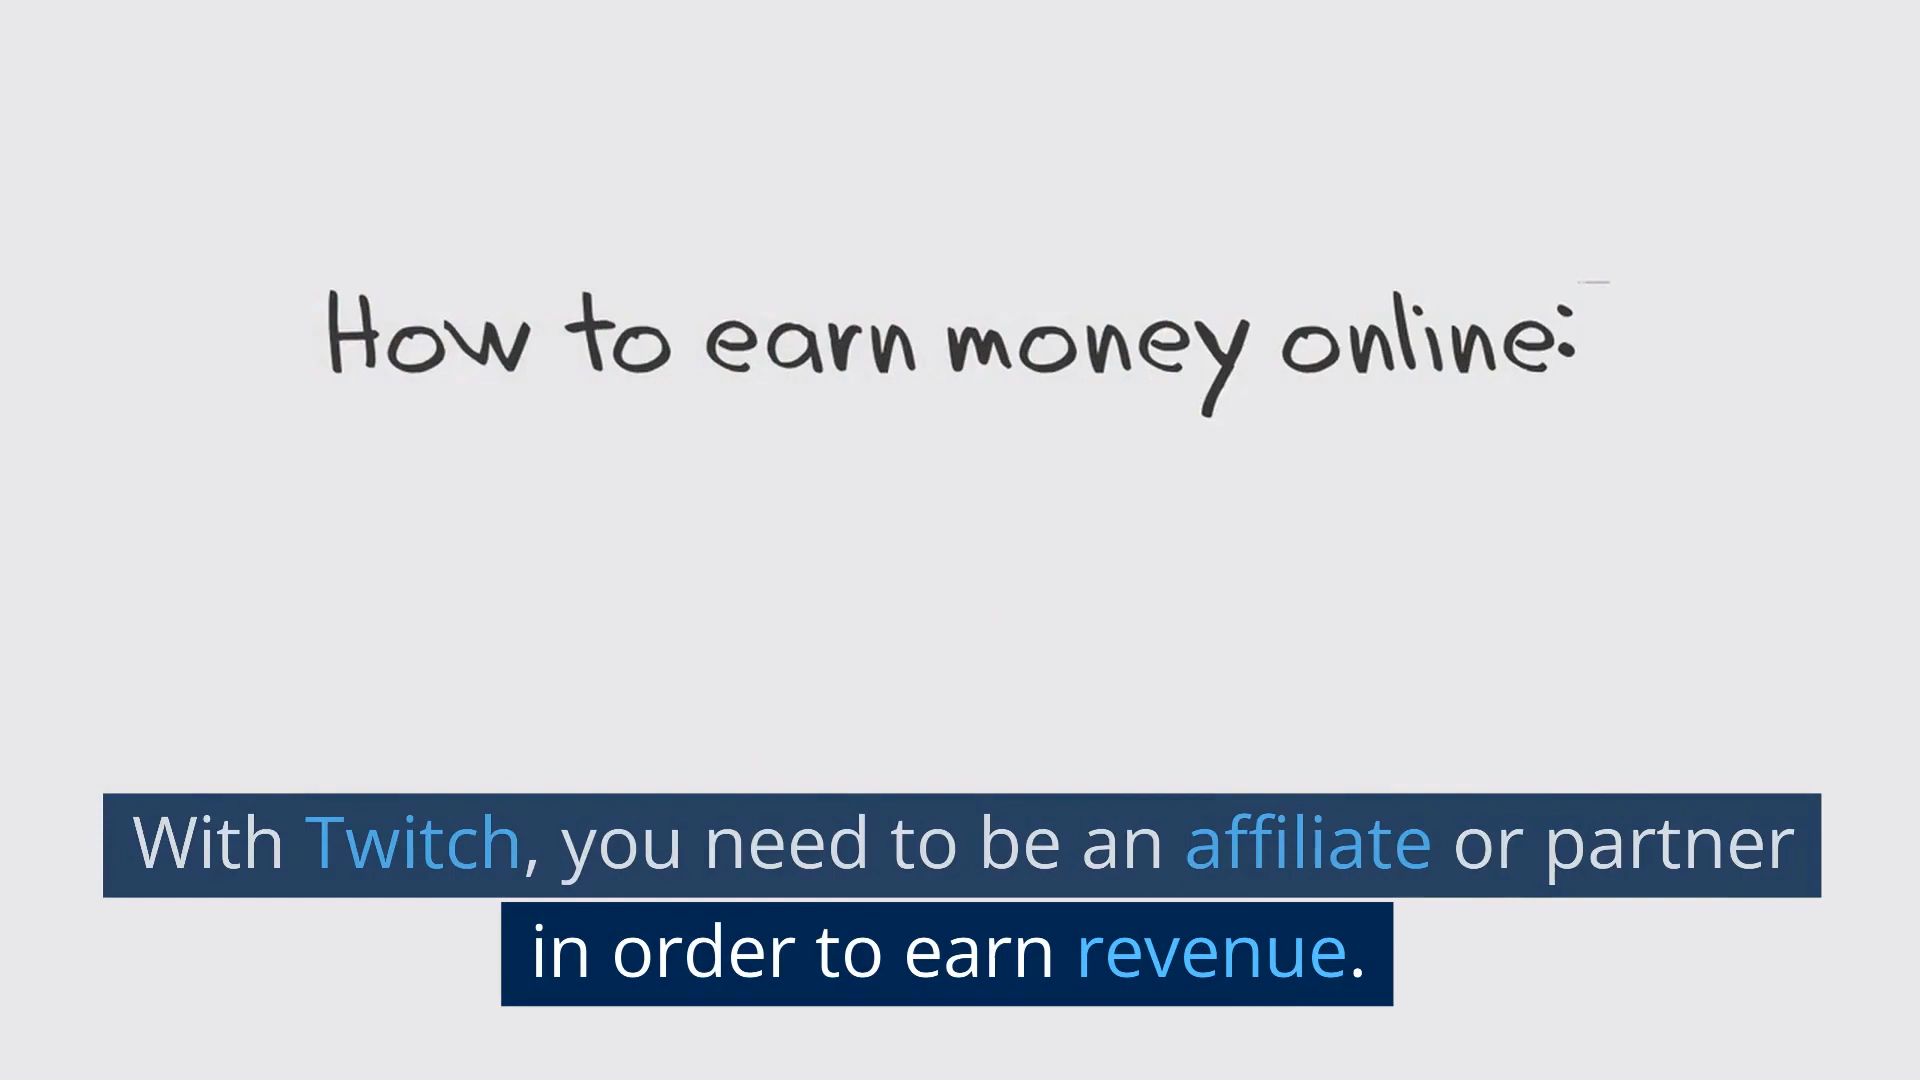 How to earn money online:
With Twitch, you need to be an affiliate or partner
in order to earn revenue.